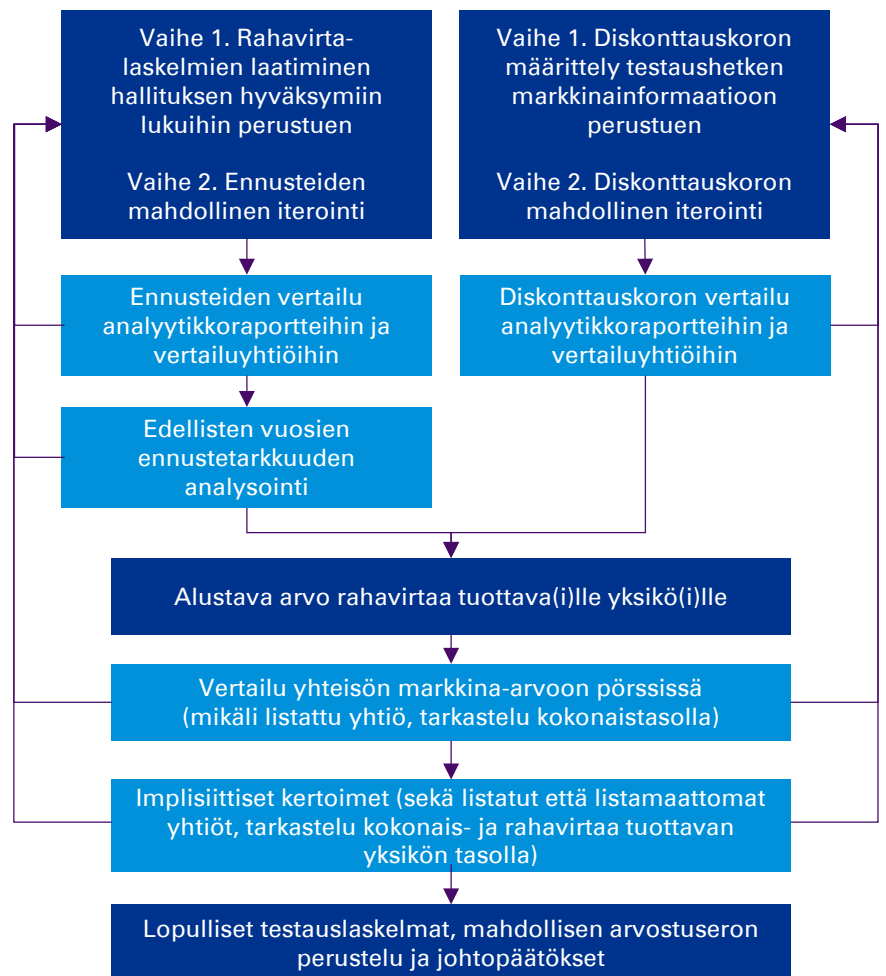 Vaihe 1. Rahavirta-
laskelmien laatiminen
hallituksen hyväksymiin
lukuihin perustuen
Vaihe 2. Ennusteiden
mahdollinen iterointi
Vaihe 1. Diskonttauskoron
määrittely testaushetken
markkinainformaatioon
perustuen
Vaihe 2. Diskonttauskoron
mahdollinen iterointi
Ennusteiden vertailu
analyytikkoraportteihin ja
vertailuyhtiöihin
Diskonttauskoron vertailu
analyytikkoraportteihin ja
vertailuyhtiöihin
Edellisten vuosien
ennustetarkkuuden
analysointi
Alustava arvo rahavirtaa tuottava(i)lle yksikö(i)lle
Vertailu yhteisön markkina-arvoon pörssissä
(mikäli listattu yhtiö, tarkastelu kokonaistasolla)
Implisiittiset kertoimet (sekä listatut että listamaattomat
yhtiöt, tarkastelu kokonais- ja rahavirtaa tuottavan
yksikön tasolla)
Lopulliset testauslaskelmat, mahdollisen arvostuseron
perustelu ja johtopäätökset